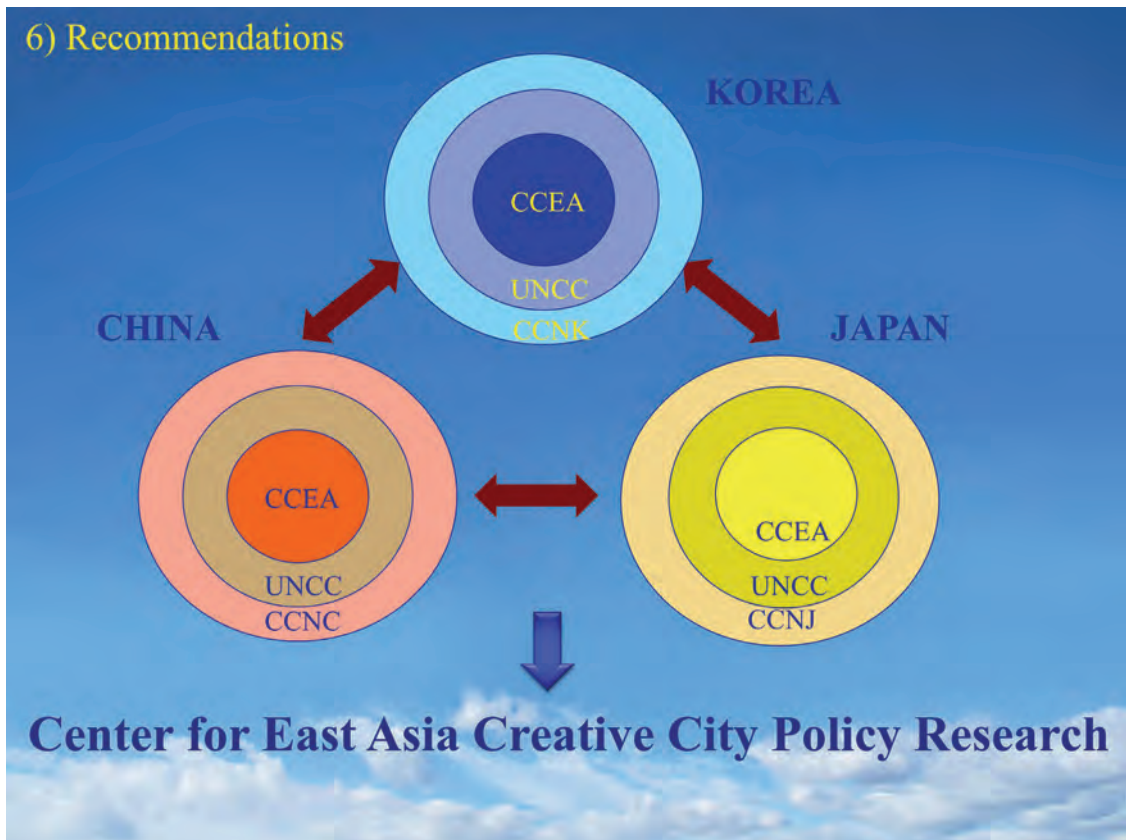 6) Recommendations
KOREA
CCEA
UNCC
CCNK
CHINA
JAPAN
CCEA
UNCC
CCNC
CCEA
UNCC
CCNJ
Center for East Asia Creative City Policy Research